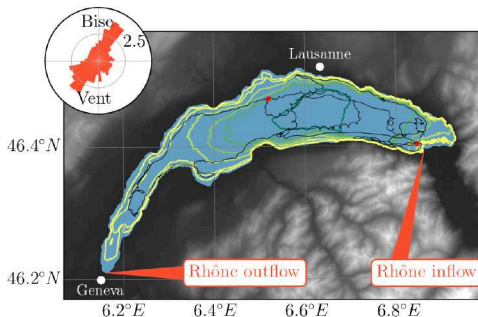 Bise
2.5
Vent
Lausanne
46.4°N
Rhône outflow
Rhône inflow
46.2°N
Geneva
6.2°E
6.4°E
6.6°E
6.8°E